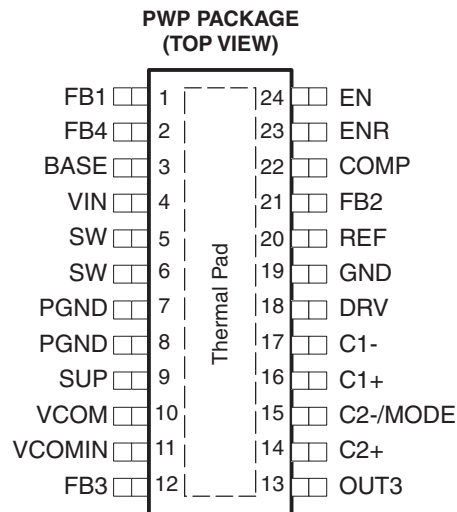 PWP PACKAGE
(TOP VIEW)
FB1 1 24 EN
FB4 2 23 ENR
BASE 3 22 COMP
VIN 4 21 FB2
SW 5 20 REF
SW 6 19 GND
PGND 7 18 DRV
PGND 8 17 C1-
SUP 9 16 C1+
VCOM 10 15 C2-/MODE
VCOMIN 11 14 C2+
FB3 12 13 OUT3
Thermal Pad